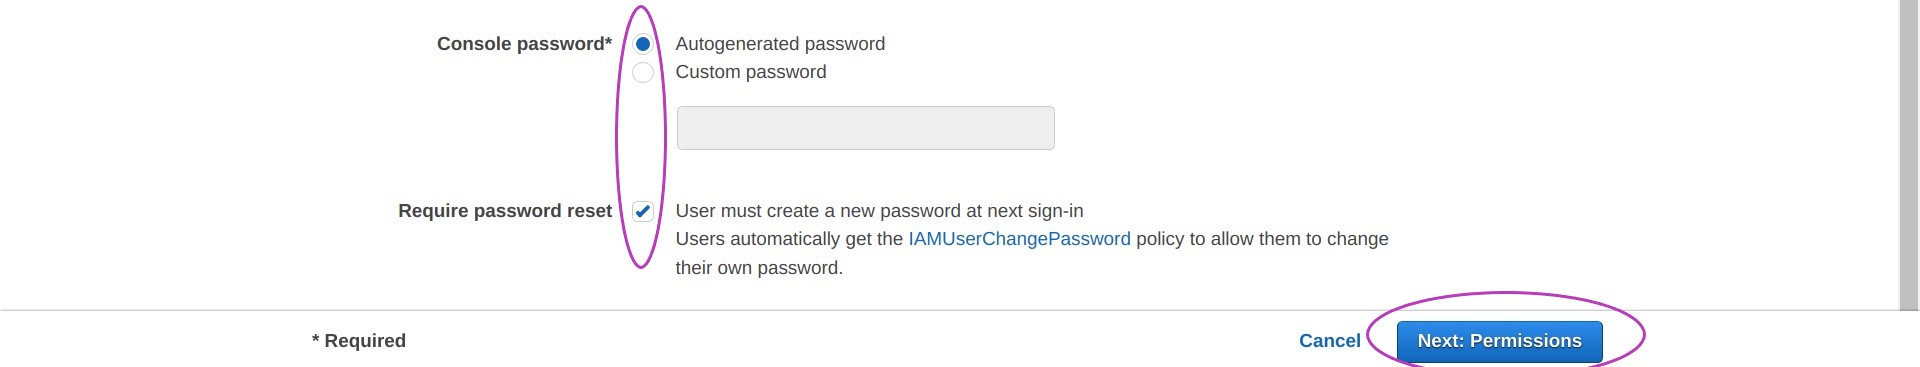 Console password* Autogenerated password
Custom password
Require password reset User must create a new password at next sign-in
Users automatically get the IAMUserChangePassword policy to allow them to change
their own password.
* Required Cancel Next: Permissions